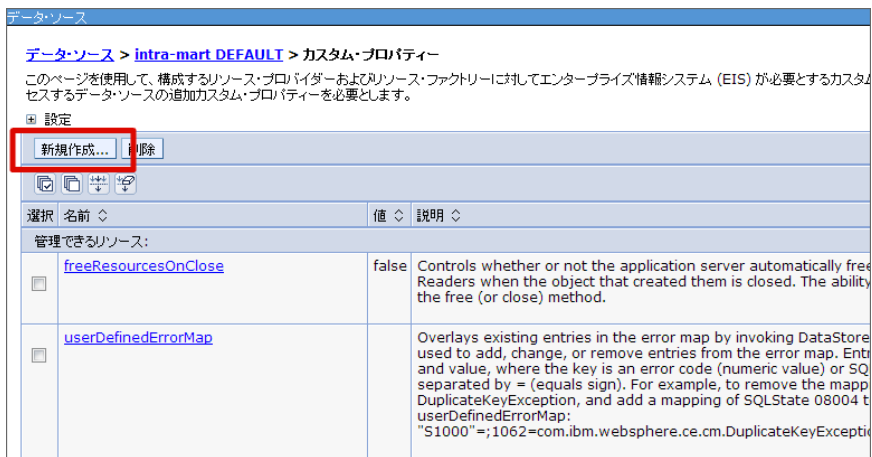 データ・ソース
データ・ソース > intra-mart DEFAULT > カスタム・プロパティー
このページを使用して、構成するリソース・プロバイダーおよびリソース・ファクトリーに対してエンタープライズ情報システム (EIS) が必要とするカスタム
セスするデータ・ソースの追加カスタム・プロパティーを必要とします。
設定
新規作成... 削除
選択 名前 値 説明
管理できるリソース:
freeResourcesOnClose false Controls whether or not the application server automatically free
Readers when the object that created them is closed. The ability
the free (or close) method.
userDefinedErrorMap Overlays existing entries in the error map by invoking DataStore
used to add, change, or remove entries from the error map. Entr
and value, where the key is an error code (numeric value) or SQ
separated by = (equals sign). For example, to remove the mapp
DuplicateKeyException, and add a mapping of SQLState 08004 t
userDefinedErrorMap:
"S1000"=;1062=com.ibm.websphere.ce.cm.DuplicateKeyExceptio